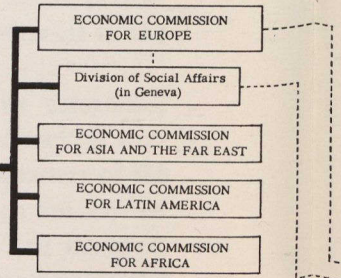 ECONOMIC COMMISSION
FOR EUROPE
Division of Social Affairs
(in Geneva)
ECONOMIC COMMISSION
FOR ASIA AND THE FAR EAST
ECONOMIC COMMISSION
FOR LATIN AMERICA
ECONOMIC COMMISSION
FOR AFRICA